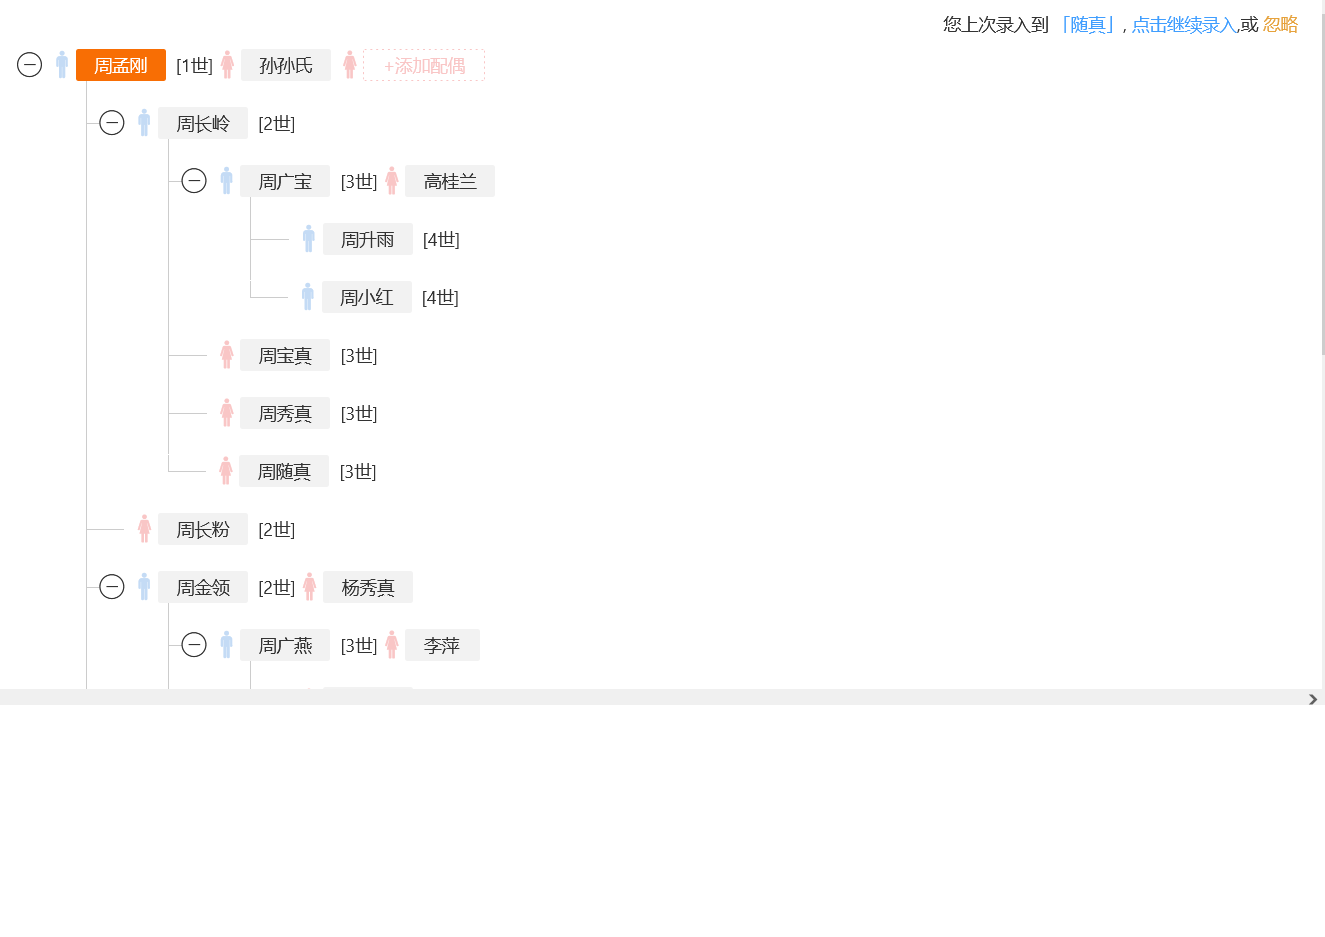 您上次录入到 「随真」, 点击继续录入,或 忽略
周孟刚 [1世] 孙孙氏 +添加配偶
周长岭 [2世]
周广宝 [3世] 高桂兰
周升雨 [4世]
周小红 [4世]
周宝真 [3世]
周秀真 [3世]
周随真 [3世]
周长粉 [2世]
周金领 [2世] 杨秀真
周广燕 [3世] 李萍